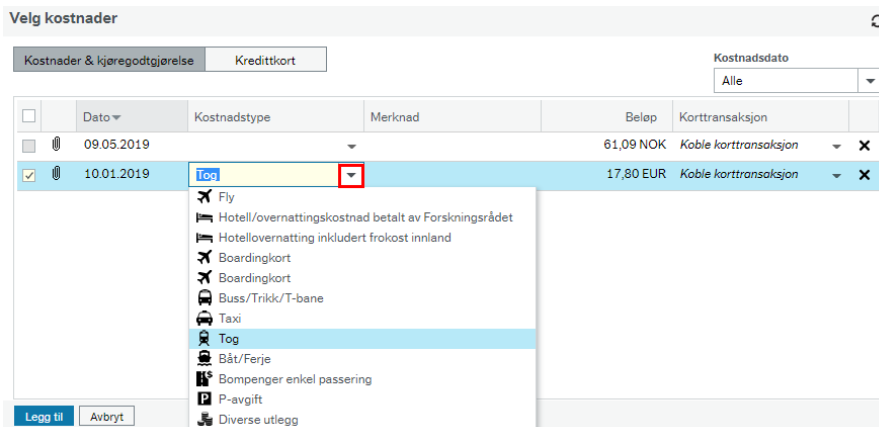 Velg kostnader
Kostnader & kjøregodtgjørelse Kredittkort
Kostnadsdato
Alle
Dato Kostnadstype Merknad Beløp Korttransaksjon
09.05.2019 61,09 NOK Koble korttransaksjon
10.01.2019 Tog 17,80 EUR Koble korttransaksjon
Fly
Hotell/overnattingskostnad betalt av Forskningsrådet
Hotellovernatting inkludert frokost innland
Boardingkort
Boardingkort
Buss/Trikk/T-bane
Taxi
Tog
Båt/Ferje
Bompenger enkel passering
P-avgift
Diverse utlegg
Legg til Avbryt